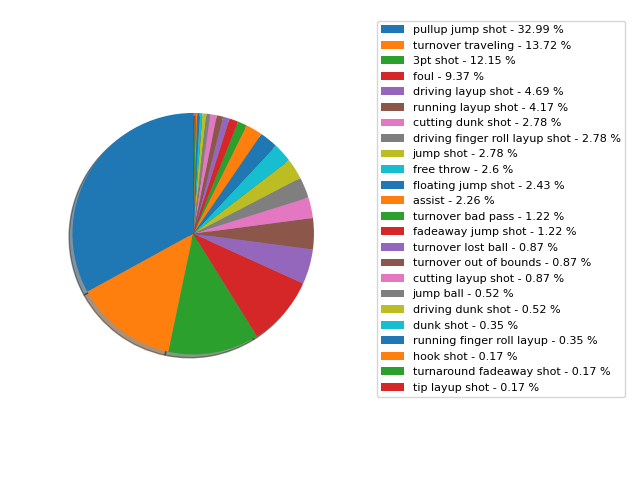 pullup jump shot - 32.99 %
turnover traveling - 13.72 %
3pt shot - 12.15 %
foul - 9.37 %
driving layup shot - 4.69 %
running layup shot - 4.17 %
cutting dunk shot - 2.78 %
driving finger roll layup shot - 2.78 %
jump shot - 2.78 %
free throw - 2.6 %
floating jump shot - 2.43 %
assist - 2.26 %
turnover bad pass - 1.22 %
fadeaway jump shot - 1.22 %
turnover lost ball - 0.87 %
turnover out of bounds - 0.87 %
cutting layup shot - 0.87 %
jump ball - 0.52 %
driving dunk shot - 0.52 %
dunk shot - 0.35 %
running finger roll layup - 0.35 %
hook shot - 0.17 %
turnaround fadeaway shot - 0.17 %
tip layup shot - 0.17 %